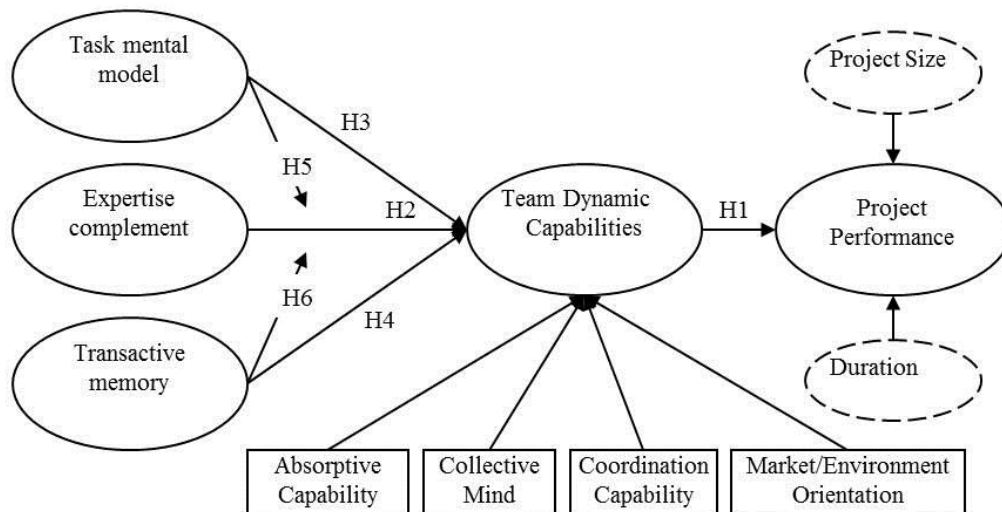 Task mental
model
Project Size
H3
H5
Expertise
complement
H2
Team Dynamic
Capabilities
H1
Project
Performance
H6
H4
Transactive
memory
Duration
Absorptive
Capability
Collective
Mind
Coordination
Capability
Market/Environment
Orientation